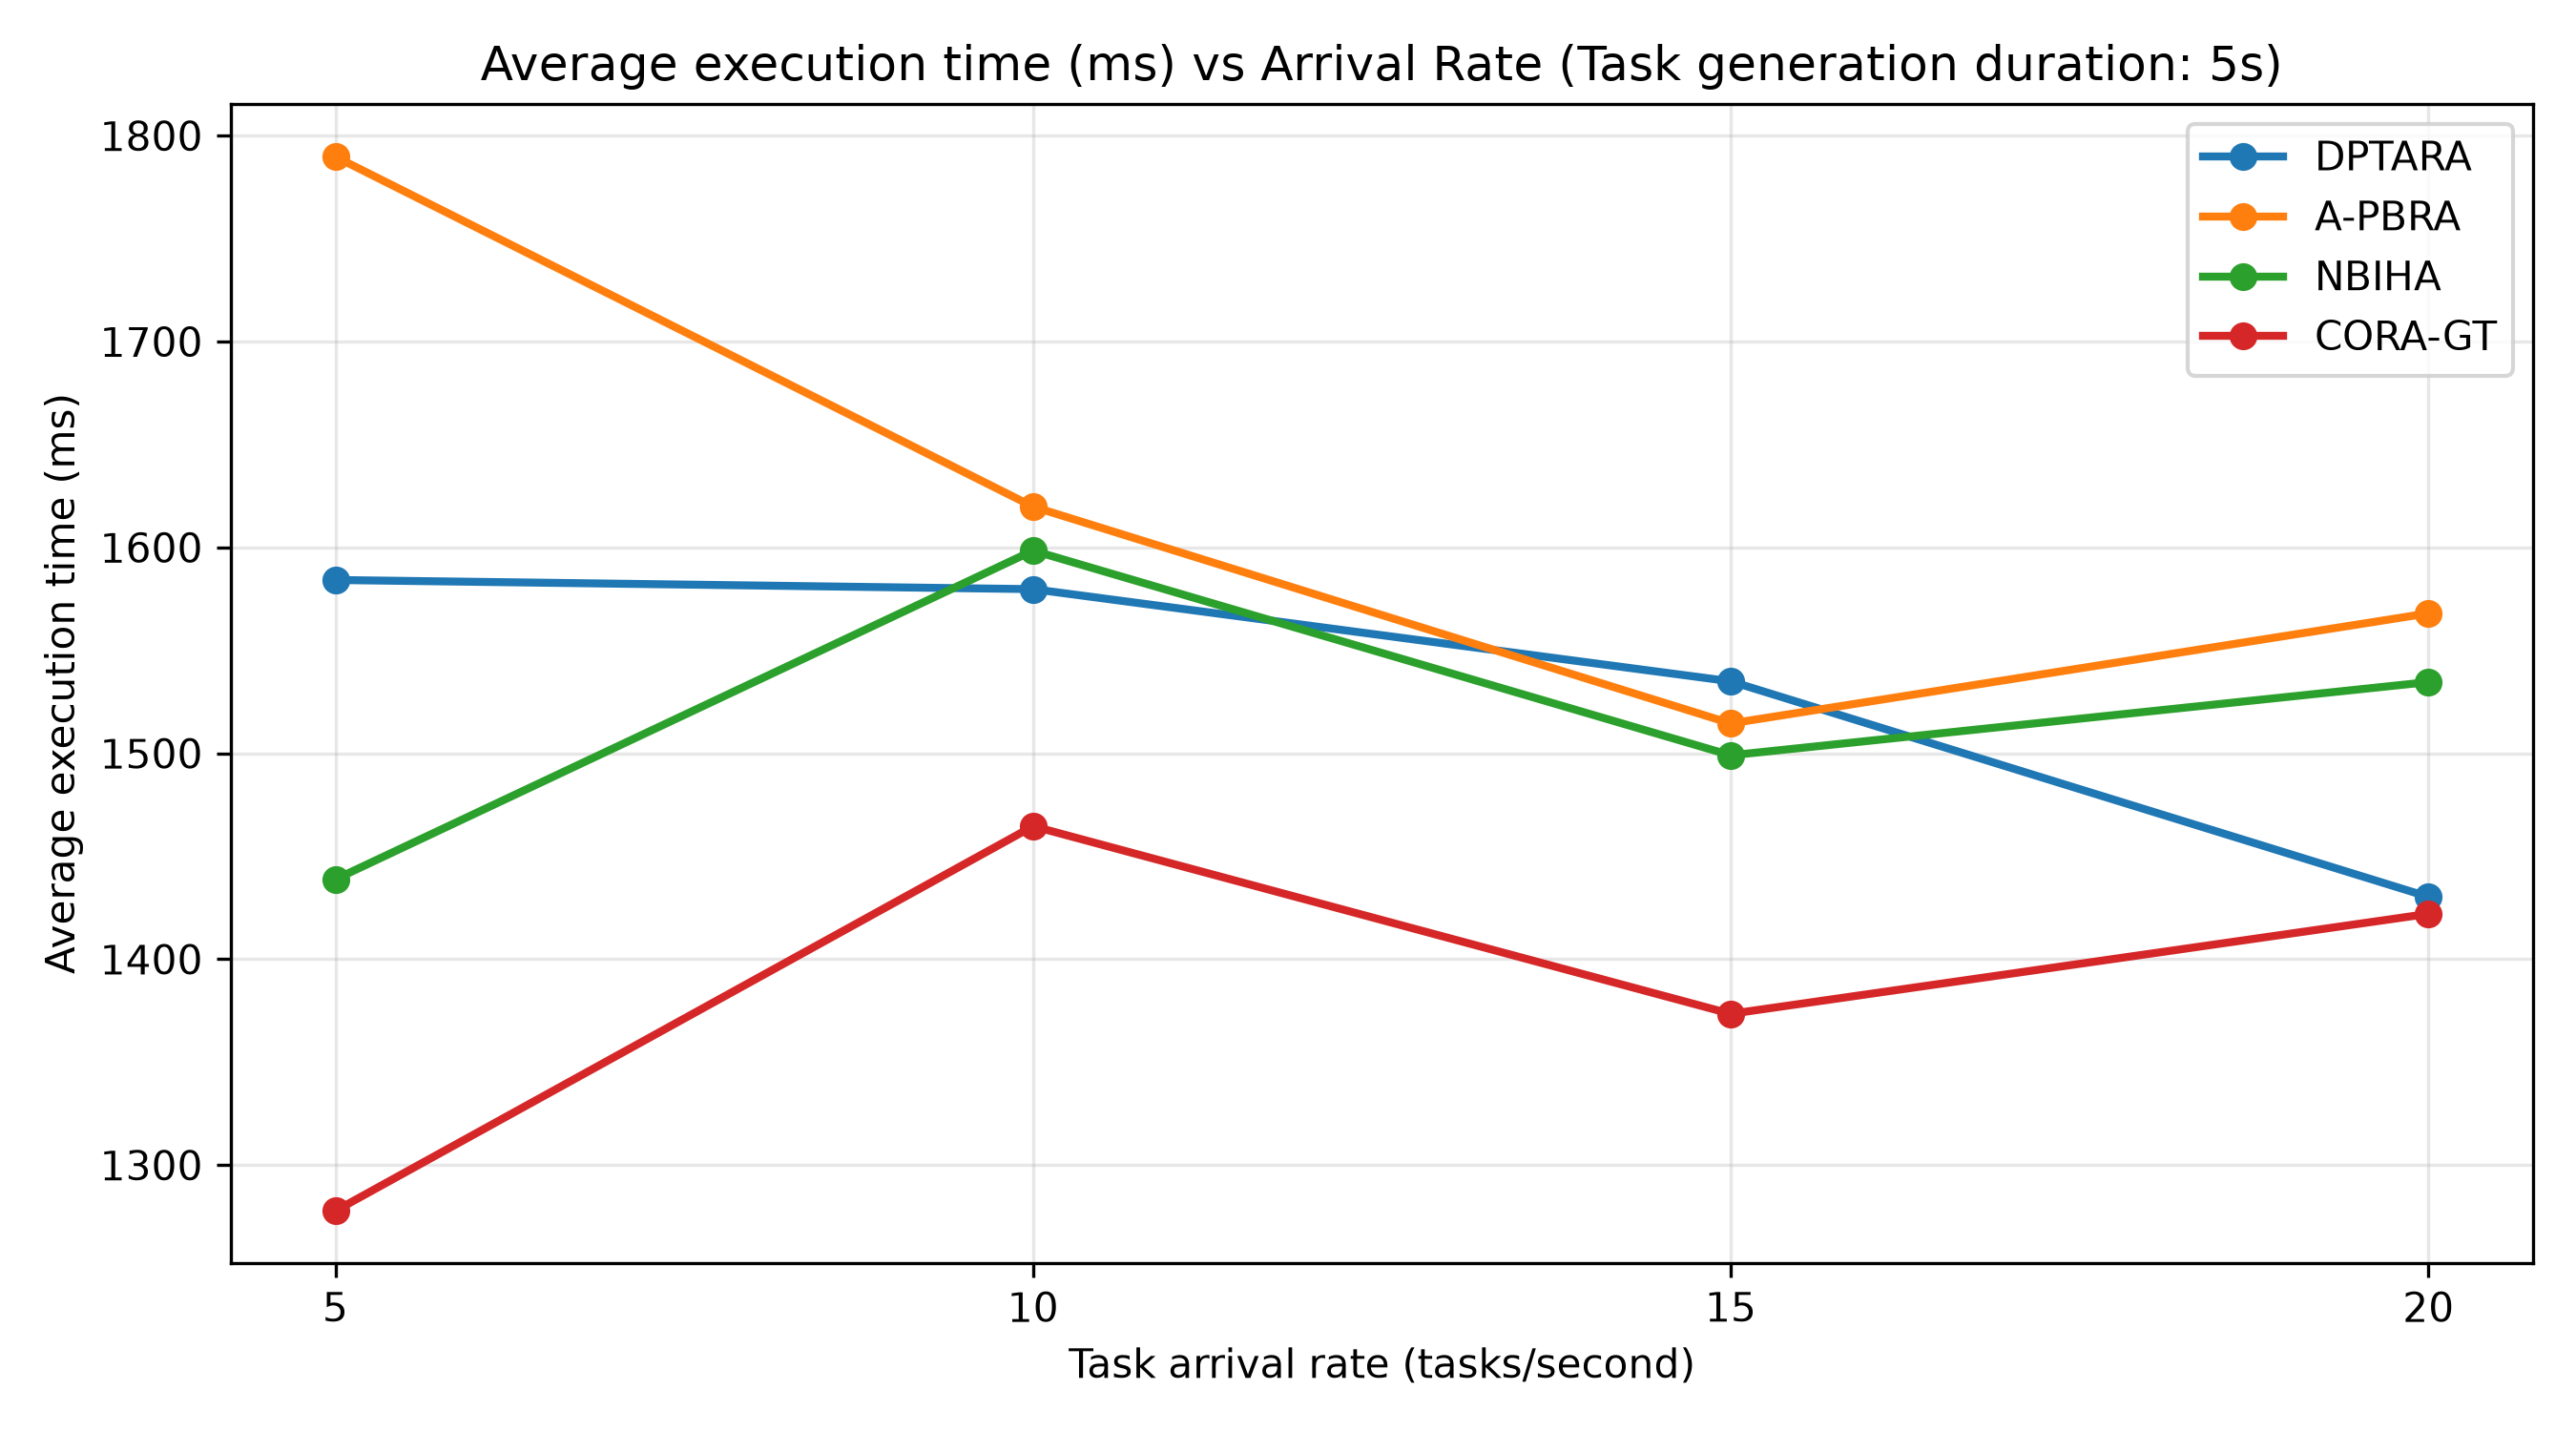 Average execution time (ms) vs Arrival Rate (Task generation duration: 5s)
DPTARA
A-PBRA
NBIHA
CORA-GT
Average execution time (ms)
1800
1700
1600
1500
1400
1300
5
10
15
20
Task arrival rate (tasks/second)